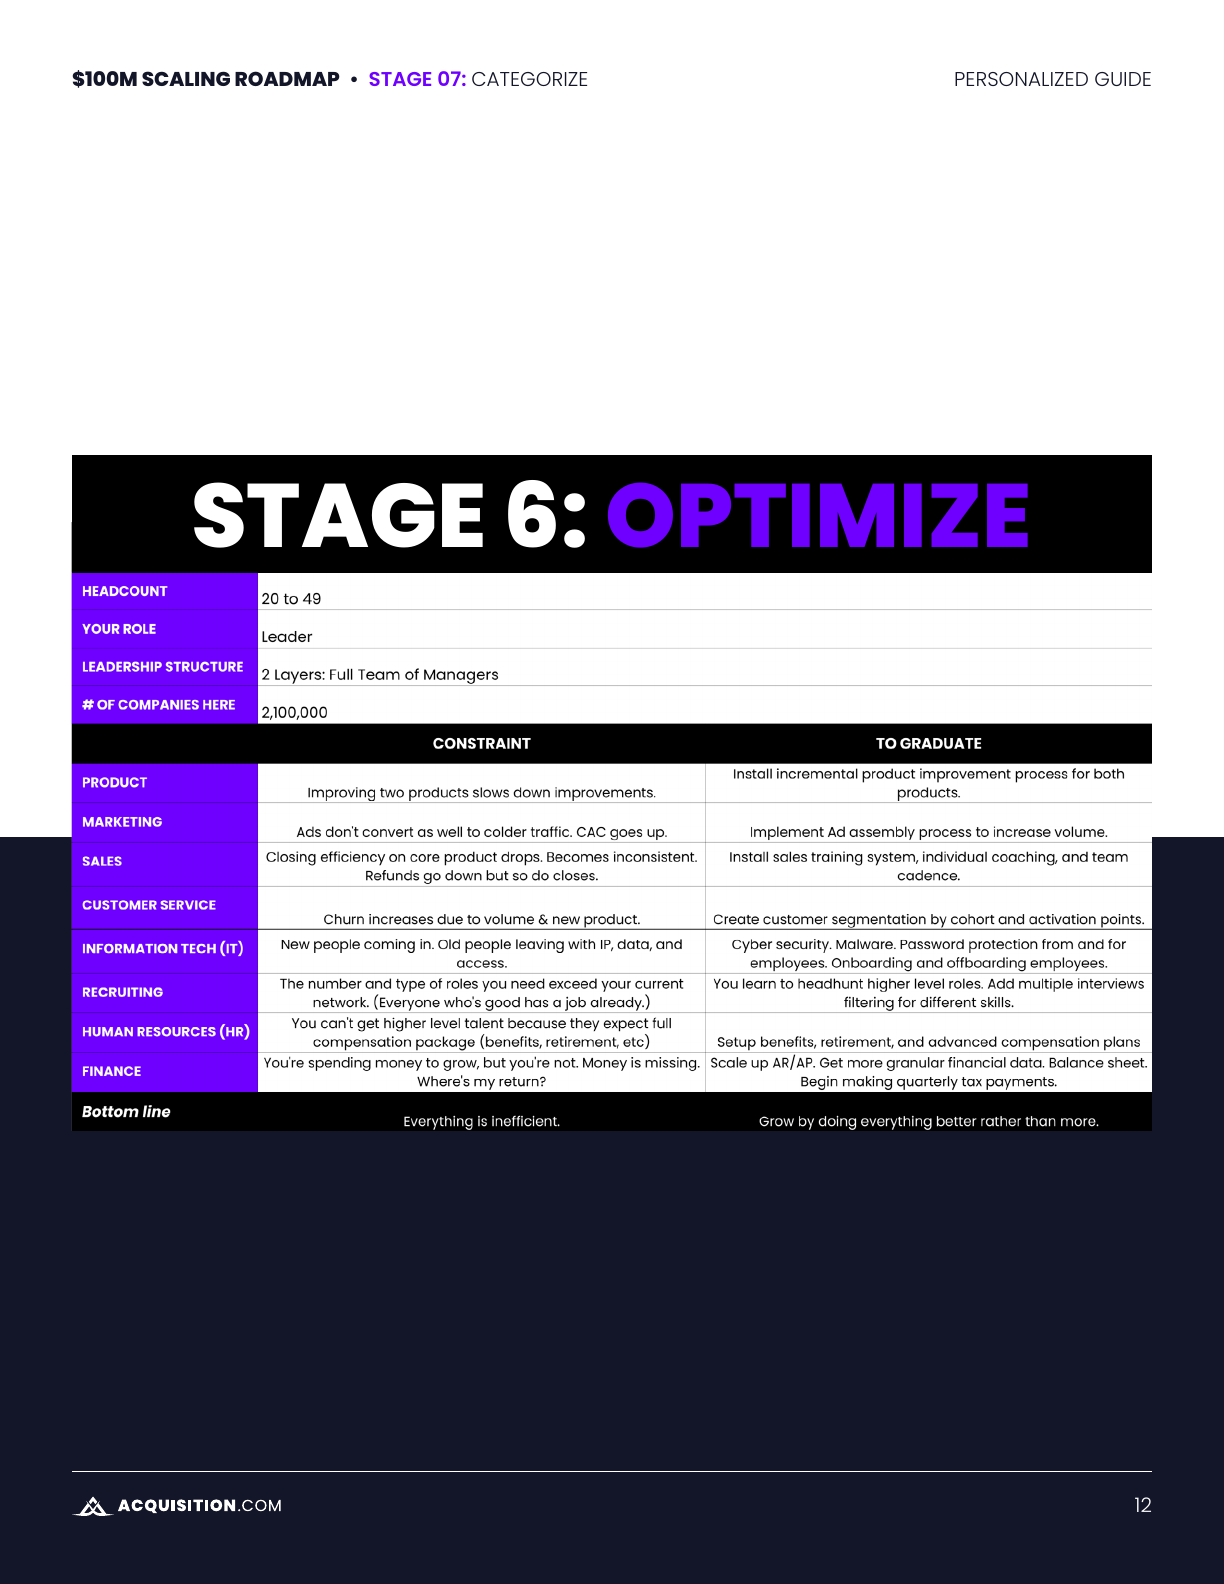 $100M SCALING ROADMAP • STAGE 07: CATEGORIZE
PERSONALIZED GUIDE
STAGE 6: OPTIMIZE
HEADCOUNT
20 to 49
YOUR ROLE
Leader
LEADERSHIP STRUCTURE
2 Layers: Full Team of Managers
# OF COMPANIES HERE
2,100,000
CONSTRAINT
TO GRADUATE
PRODUCT
Improving two products slows down improvements.
Install incremental product improvement process for both
products.
MARKETING
Ads don't convert as well to colder traffic. CAC goes up.
Implement Ad assembly process to increase volume.
SALES
Closing efficiency on core product drops. Becomes inconsistent.
Refunds go down but so do closes.
Install sales training system, individual coaching, and team
cadence.
CUSTOMER SERVICE
Churn increases due to volume & new product.
Create customer segmentation by cohort and activation points.
INFORMATION TECH (IT)
New people coming in. Old people leaving with IP, data, and
access.
Cyber security. Malware. Password protection from and for
employees. Onboarding and offboarding employees.
RECRUITING
The number and type of roles you need exceed your current
network. (Everyone who's good has a job already.)
You learn to headhunt higher level roles. Add multiple interviews
filtering for different skills.
HUMAN RESOURCES (HR)
You can't get higher level talent because they expect full
compensation package (benefits, retirement, etc)
Setup benefits, retirement, and advanced compensation plans
FINANCE
You're spending money to grow, but you're not. Money is missing.
Where's my return?
Scale up AR/AP. Get more granular financial data. Balance sheet.
Begin making quarterly tax payments.
Bottom line
Everything is inefficient.
Grow by doing everything better rather than more.
ACQUISITION.COM
12